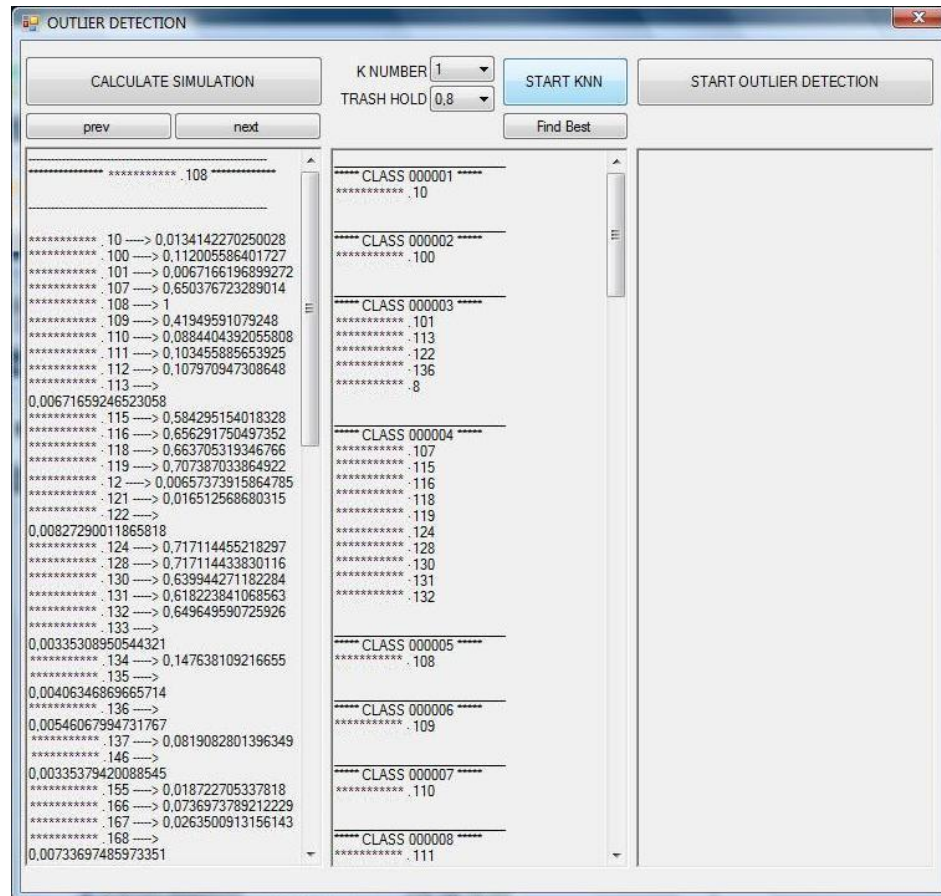 OUTLIER DETECTION
CALCULATE SIMULATION
K NUMBER 1
TRASH HOLD 0,8
START KNN
START OUTLIER DETECTION
prev
next
Find Best
*********** .108 **************
*********** . 10 ----> 0,0134142270250028
*********** . 100 ----> 0,112005586401727
*********** . 101 ----> 0,0067166196899272
*********** . 107 ----> 0,650376723289014
*********** . 108 ----> 1
*********** . 109 ----> 0,41949591079248
*********** . 110 ----> 0,0884404392055808
*********** . 111 ----> 0,103455885653925
*********** . 112 ----> 0,107970947308648
*********** . 113 ---->
0,00671659246523058
*********** . 115 ----> 0,584295154018328
*********** . 116 ----> 0,656291750497352
*********** . 118 ----> 0,663705319346766
*********** . 119 ----> 0,707387033864922
*********** . 12 ----> 0,00657373915864785
*********** . 121 ----> 0,016512568680315
*********** . 122 ---->
0,00827290011865818
*********** . 124 ----> 0,717114455218297
*********** . 128 ----> 0,717114433830116
*********** . 130 ----> 0,639944271182284
*********** . 131 ----> 0,618223841068563
*********** . 132 ----> 0,649649590725926
*********** . 133 ---->
0,00335308950544321
*********** . 134 ----> 0,147638109216655
*********** . 135 ---->
0,00406346869665714
*********** . 136 ---->
0,00546067994731767
*********** . 137 ----> 0,0819082801396349
*********** . 146 ---->
0,00335379420088545
*********** . 155 ----> 0,018722705337818
*********** . 166 ----> 0,0736973789212229
*********** . 167 ----> 0,0263500913156143
*********** . 168 ---->
0,00733697485973351
***** CLASS 000001 *****
*********** . 10
***** CLASS 000002 *****
*********** . 100
***** CLASS 000003 *****
*********** . 101
*********** . 113
*********** . 122
*********** . 136
*********** . 8
***** CLASS 000004 *****
*********** . 107
*********** . 115
*********** . 116
*********** . 118
*********** . 119
*********** . 124
*********** . 128
*********** . 130
*********** . 131
*********** . 132
***** CLASS 000005 *****
*********** . 108
***** CLASS 000006 *****
*********** . 109
***** CLASS 000007 *****
*********** . 110
***** CLASS 000008 *****
*********** . 111